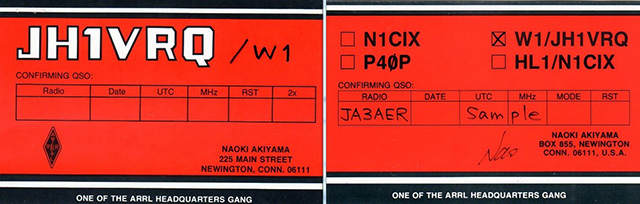 JH1VRQ /W1
CONFIRMING QSO:
Radio Date UTC MHz RST 2x
NAOKI AKIYAMA
225 MAIN STREET
NEWINGTON, CONN. 06111
ONE OF THE ARRL HEADQUARTERS GANG
N1CIX W1/JH1VRQ
P4ØP HL1/N1CIX
CONFIRMING QSO:
RADIO DATE UTC MHz MODE RST
JA3AER Sample
NAOKI AKIYAMA
BOX 855, NEWINGTON
CONN. 06111, U.S.A.
ONE OF THE ARRL HEADQUARTERS GANG